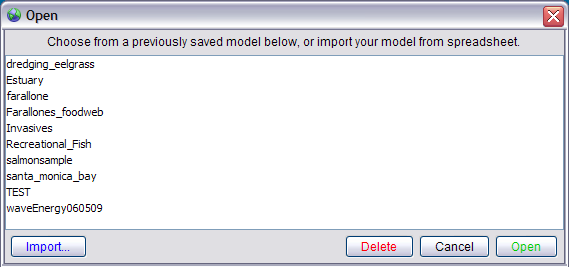 Open
Choose from a previously saved model below, or import your model from spreadsheet.
dredging_eelgrass
Estuary
farallone
Farallones_foodweb
Invasives
Recreational_Fish
salmonsample
santa_monica_bay
TEST
waveEnergy060509
Import... Delete Cancel Open